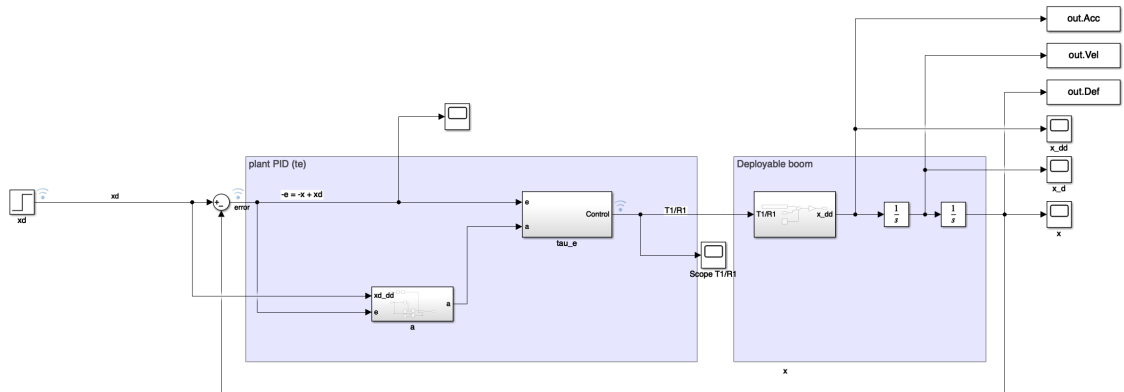 out.Acc
out.Vel
out.Def
x_dd
plant PID (te)
Deployable boom
x_d
xd
-e = -x + xd
+
−
error
e
Control
T1/R1
T1/R1
x_dd
1
s
1
s
xd
a
tau_e
x
Scope T1/R1
xd_dd
a
e
a
x